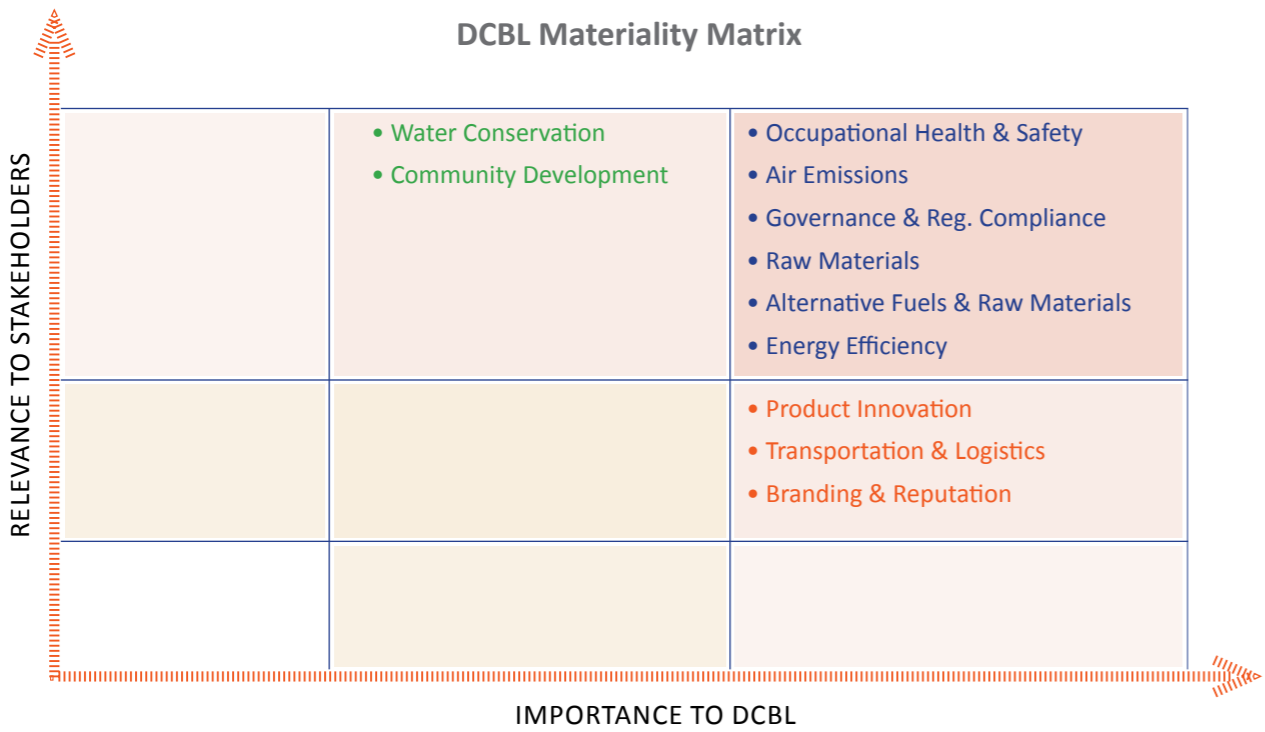 DCBL Materiality Matrix
RELEVANCE TO STAKEHOLDERS
• Water Conservation
• Community Development
• Occupational Health & Safety
• Air Emissions
• Governance & Reg. Compliance
• Raw Materials
• Alternative Fuels & Raw Materials
• Energy Efficiency
• Product Innovation
• Transportation & Logistics
• Branding & Reputation
IMPORTANCE TO DCBL